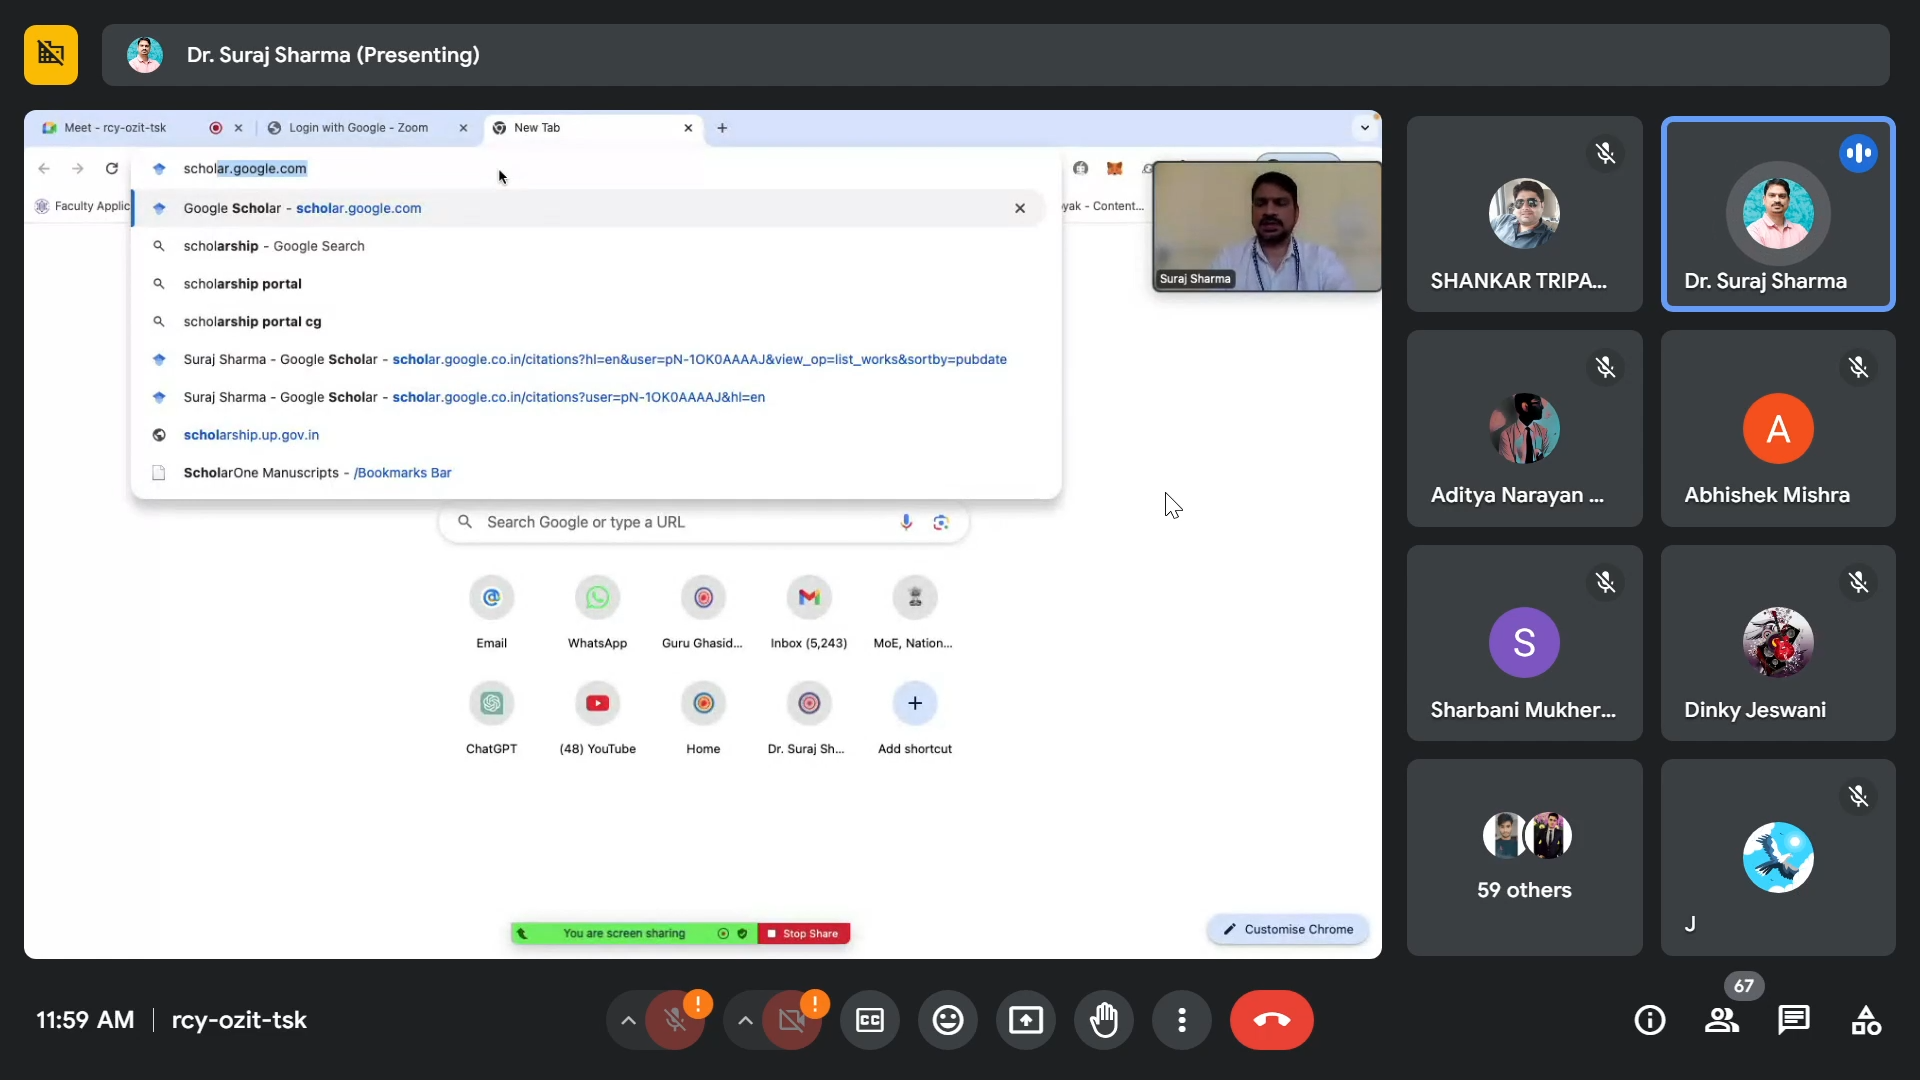 Dr. Suraj Sharma (Presenting)
Meet - rcy-ozit-tsk
Login with Google - Zoom
New Tab
scholar.google.com
Faculty Applic
yak - Content...
Google Scholar - scholar.google.com
scholarship - Google Search
scholarship portal
scholarship portal cg
Suraj Sharma - Google Scholar - scholar.google.co.in/citations?hl=en&user=pN-1OK0AAAAJ&view_op=list_works&sortby=pubdate
Suraj Sharma - Google Scholar - scholar.google.co.in/citations?user=pN-1OK0AAAAJ&hl=en
scholarship.up.gov.in
ScholarOne Manuscripts - /Bookmarks Bar
Suraj Sharma
Search Google or type a URL
Email
WhatsApp
Guru Ghasid...
Inbox (5,243)
MoE, Nation...
ChatGPT
(48) YouTube
Home
Dr. Suraj Sh...
Add shortcut
You are screen sharing
Stop Share
Customise Chrome
SHANKAR TRIPA...
Dr. Suraj Sharma
Aditya Narayan ...
A
Abhishek Mishra
S
Sharbani Mukher...
Dinky Jeswani
59 others
J
11:59 AM
rcy-ozit-tsk
CC
67